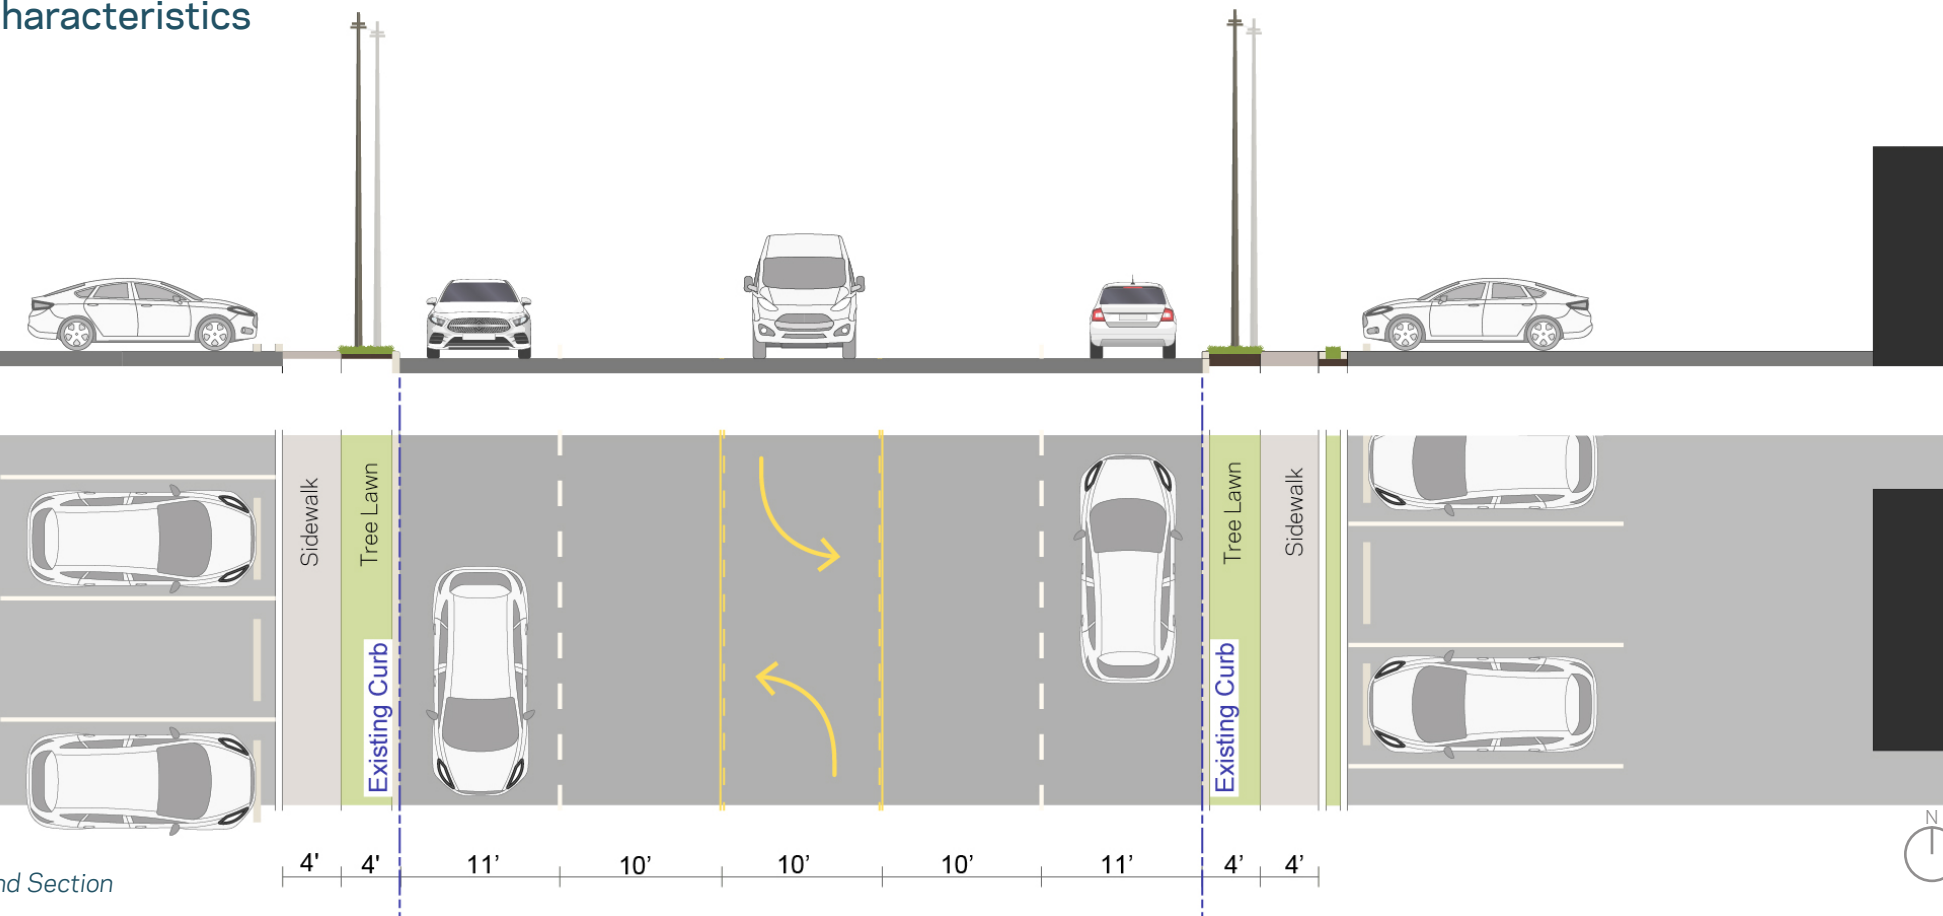 haracteristics
Sidewalk
Tree Lawn
Existing Curb
Existing Curb
Tree Lawn
Sidewalk
N
4' 4' 11’ 10’ 10’ 10’ 11’ 4’ 4’
nd Section